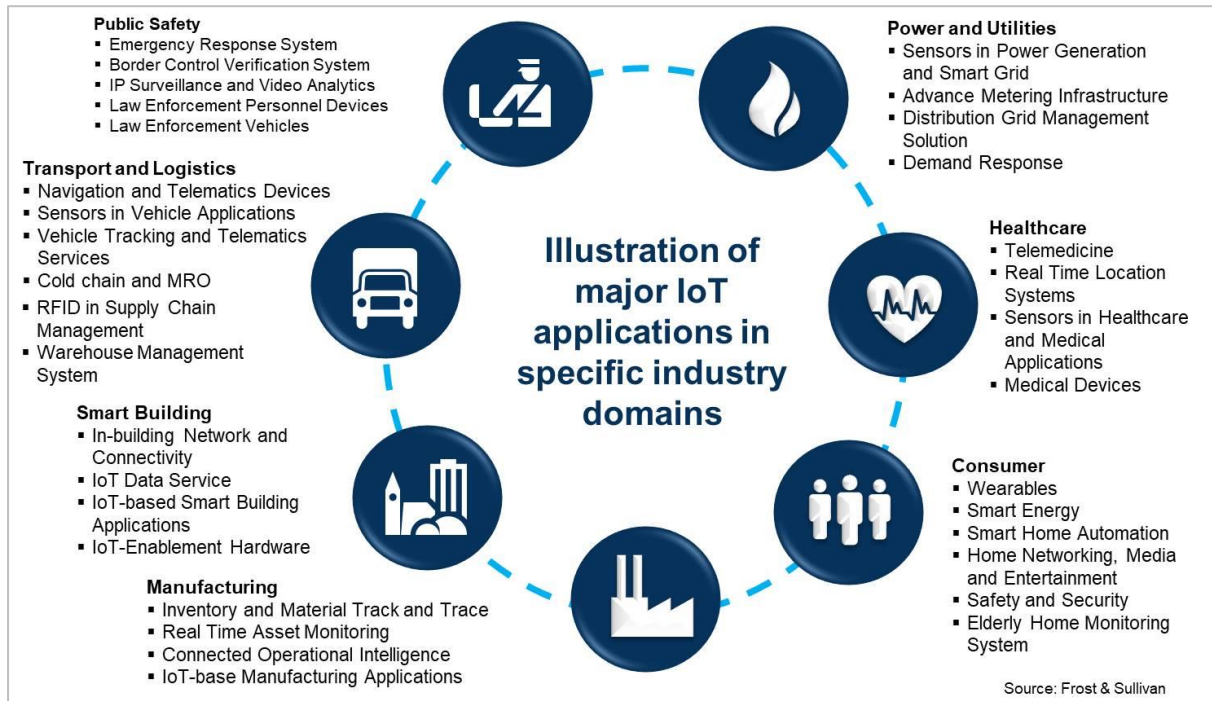 Public Safety
▪ Emergency Response System
▪ Border Control Verification System
▪ IP Surveillance and Video Analytics
▪ Law Enforcement Personnel Devices
▪ Law Enforcement Vehicles
Transport and Logistics
▪ Navigation and Telematics Devices
▪ Sensors in Vehicle Applications
▪ Vehicle Tracking and Telematics
Services
▪ Cold chain and MRO
▪ RFID in Supply Chain
Management
▪ Warehouse Management
System
Smart Building
▪ In-building Network and
Connectivity
▪ IoT Data Service
▪ IoT-based Smart Building
Applications
▪ IoT-Enablement Hardware
Manufacturing
▪ Inventory and Material Track and Trace
▪ Real Time Asset Monitoring
▪ Connected Operational Intelligence
▪ IoT-base Manufacturing Applications
Illustration of
major IoT
applications in
specific industry
domains
Power and Utilities
▪ Sensors in Power Generation
and Smart Grid
▪ Advance Metering Infrastructure
▪ Distribution Grid Management
Solution
▪ Demand Response
Healthcare
▪ Telemedicine
▪ Real Time Location
Systems
▪ Sensors in Healthcare
and Medical
Applications
▪ Medical Devices
Consumer
▪ Wearables
▪ Smart Energy
▪ Smart Home Automation
▪ Home Networking, Media
and Entertainment
▪ Safety and Security
▪ Elderly Home Monitoring
System
Source: Frost & Sullivan